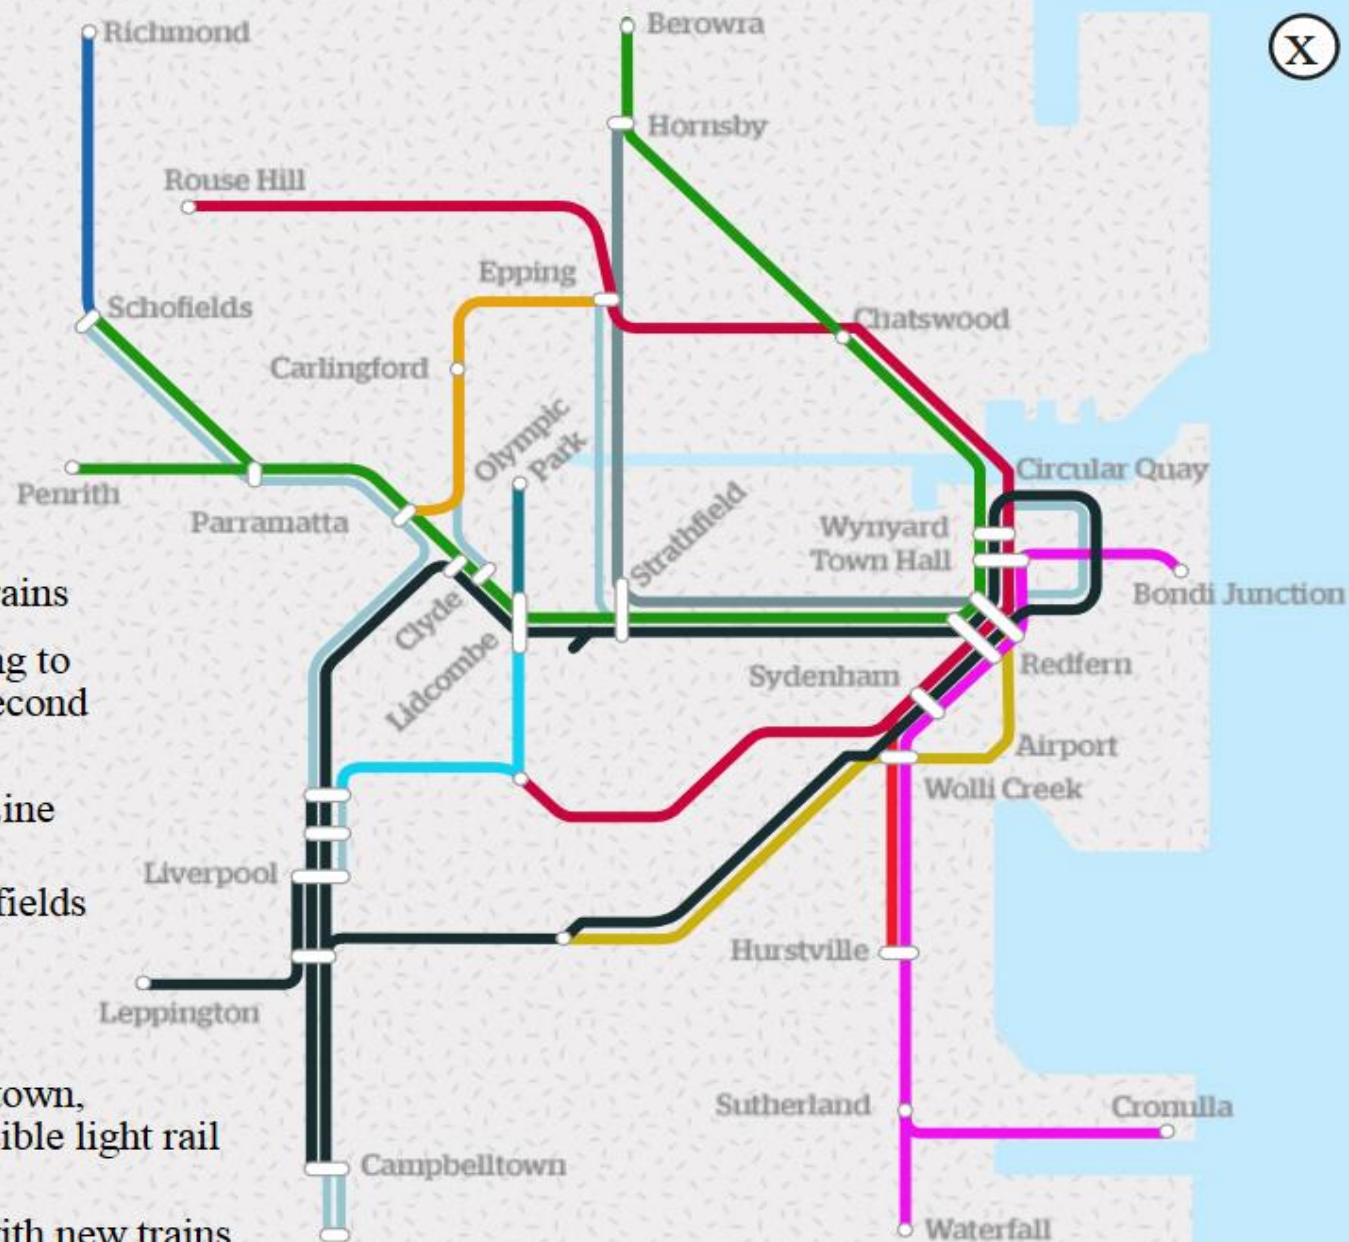 Richmond
Berowra
X
Hornsby
Rouse Hill
Epping
Schofields
Chatswood
Carlingford
Olympic
Park
Circular Quay
Penrith
Parramatta
Strathfield
Wynyard
Town Hall
ains
Bondi Junction
Clyde
g to
Lidcombe
Redfern
Sydenham
econd
Airport
Wolli Creek
ine
Liverpool
fields
Hurstville
Leppington
town,
Sutherland
Cronulla
ible light rail
Campbelltown
ith new trains
Waterfall